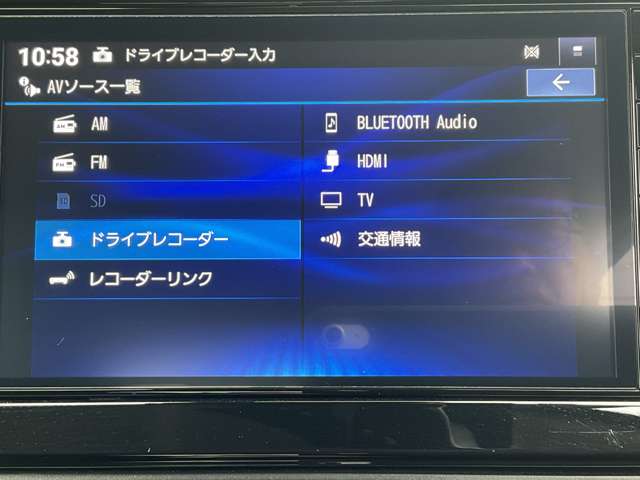 10:58 ドライブレコーダー入力
AVソース一覧
AM
FM
SD
ドライブレコーダー
レコーダーリンク
BLUETOOTH Audio
HDMI
TV
交通情報